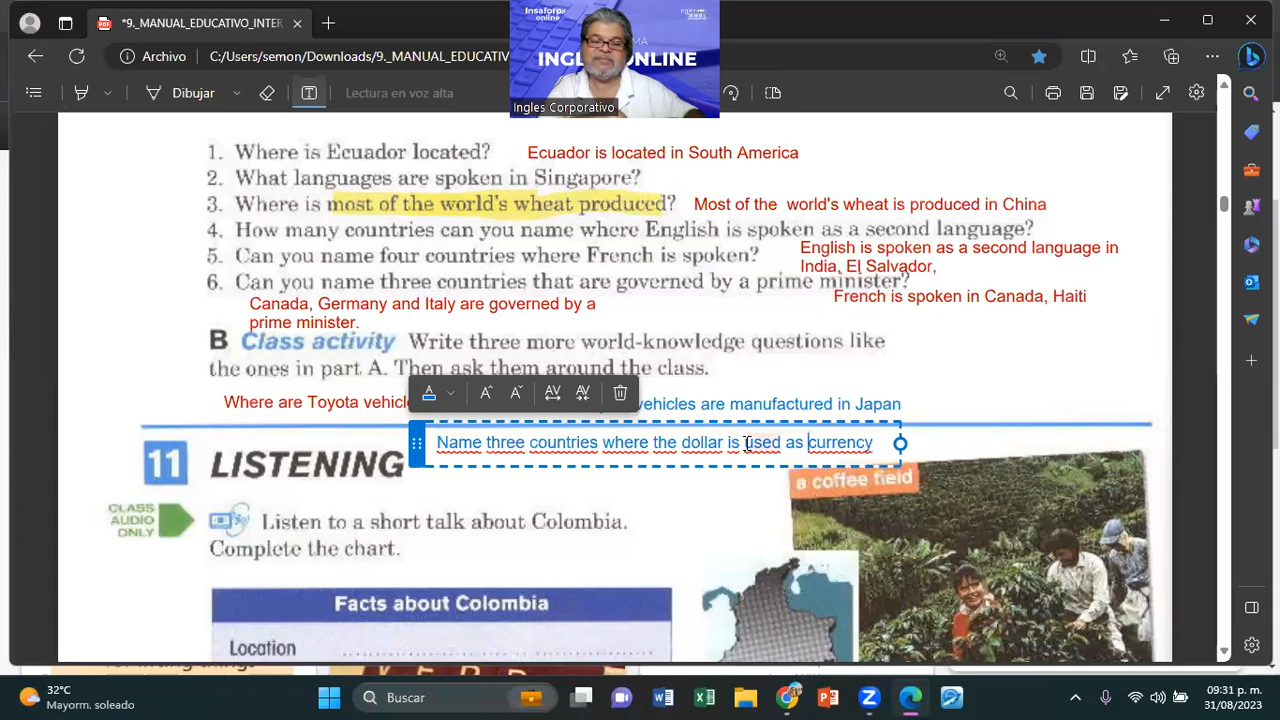 *9._MANUAL_EDUCATIVO_INTER
Insaforp online
INGL ONLINE
Ingles Corporativo
Archivo
C:/Users/semon/Downloads/9._MANUAL_EDUCATIVO
Dibujar
Lectura en voz alta
1. Where is Ecuador located? Ecuador is located in South America
2. What languages are spoken in Singapore?
3. Where is most of the world's wheat produced? Most of the world's wheat is produced in China
4. How many countries can you name where English is spoken as a second language?
English is spoken as a second language in
India, El Salvador,
5. Can you name four countries where French is spoken?
6. Can you name three countries that are governed by a prime minister?
French is spoken in Canada, Haiti
Canada, Germany and Italy are governed by a
prime minister.
B Class activity Write three more world-knowledge questions like
the ones in part A. Then ask them around the class.
Where are Toyota vehicles are manufactured in Japan
Name three countries where the dollar is used as currency
11 LISTENING
a coffee field
CLASS
AUDIO
ONLY
Listen to a short talk about Colombia.
Complete the chart.
Facts about Colombia
Location
32°C
Mayorm. soleado
Buscar
09:31 p. m.
31/08/2023